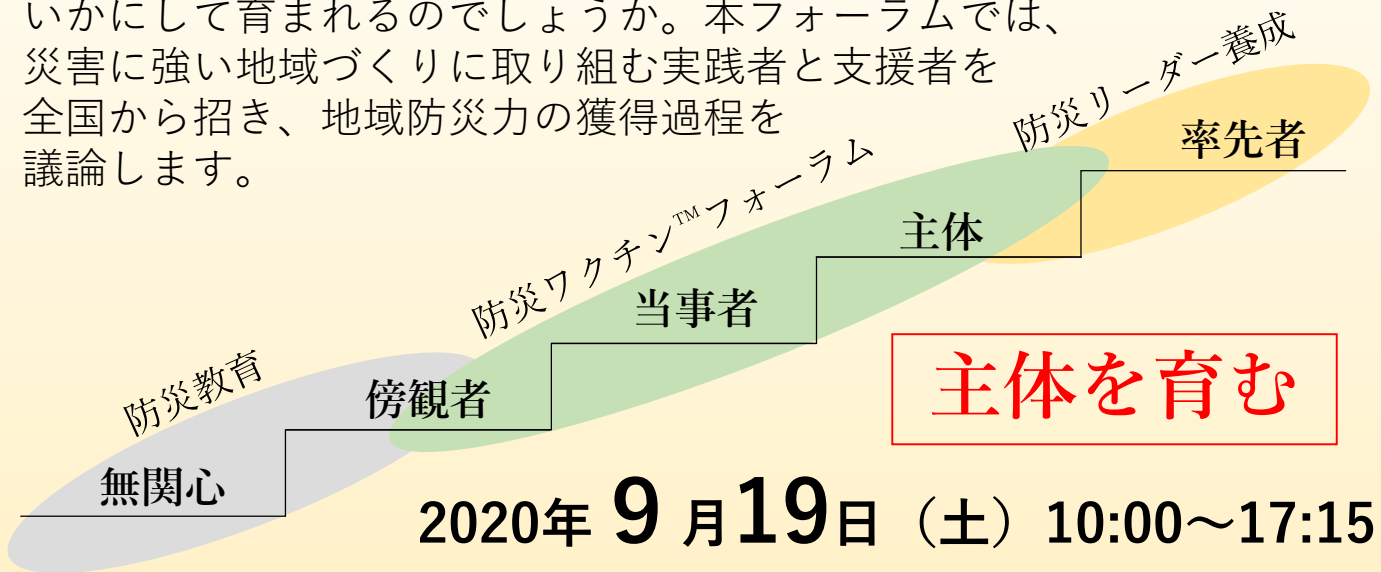 いかにして育まれるのでしょうか。本フォーラムでは、
災害に強い地域づくりに取り組む実践者と支援者を
全国から招き、地域防災力の獲得過程を
議論します。
防災リーダー養成
率先者
防災ワクチン™フォーラム
主体
当事者
防災教育
傍観者
無関心
主体を育む
2020年 9 月19日（土）10:00～17:15